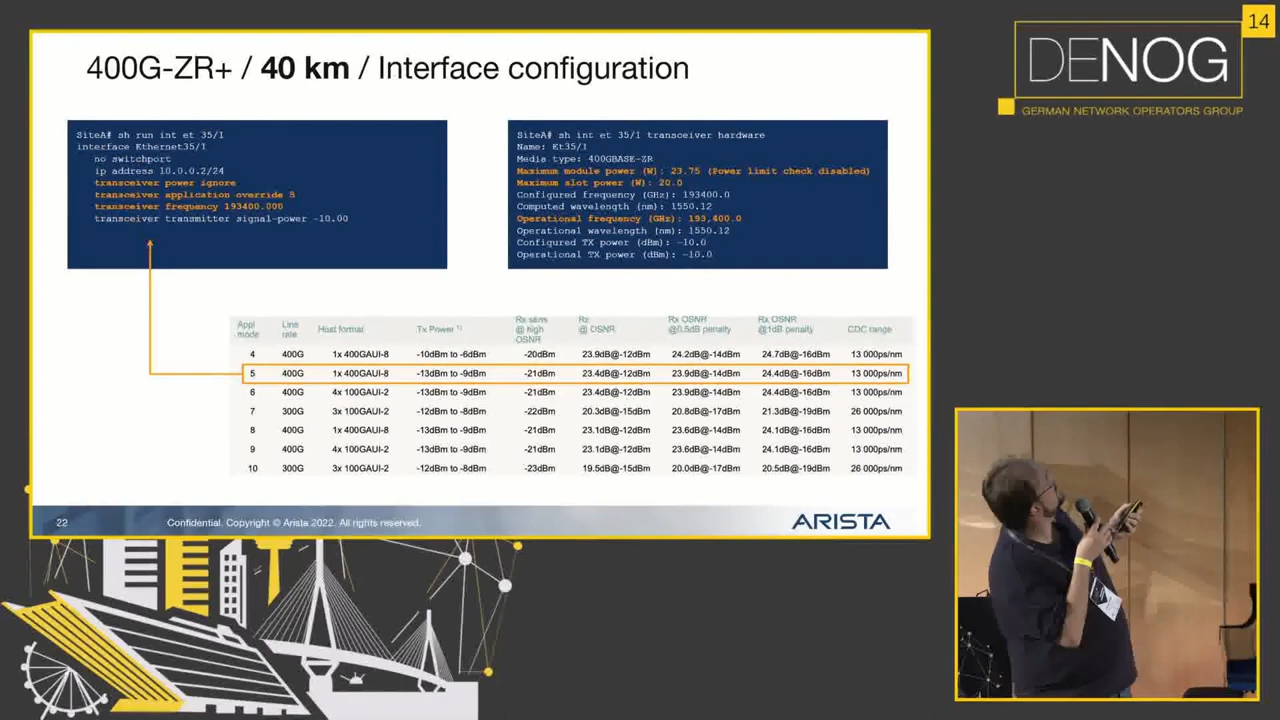 14
DENOG
GERMAN NETWORK OPERATORS GROUP
400G-ZR+ / 40 km / Interface configuration
SiteA# sh run int et 35/1
interface Ethernet35/1
no switchport
ip address 10.0.0.2/24
transceiver power ignore
transceiver application override 5
transceiver frequency 193400.000
transceiver transmitter signal-power -10.00
SiteA# sh int et 35/1 transceiver hardware
Name: Et35/1
Media type: 400GBASE-ZR
Maximum module power (W): 23.75 (Power limit check disabled)
Maximum slot power (W): 20.0
Configured frequency (GHz): 193400.0
Computed wavelength (nm): 1550.12
Operational frequency (GHz): 193,400.0
Operational wavelength (nm): 1550.12
Configured TX power (dBm): -10.0
Operational TX power (dBm): -10.0
Appl mode Line rate Host format Tx Power 1) Rx sens @ high OSNR Rx @ OSNR Rx OSNR @0.5dB penalty Rx OSNR @1dB penalty CDC range
4 400G 1x 400GAUI-8 -10dBm to -6dBm -20dBm 23.9dB@-12dBm 24.2dB@-14dBm 24.7dB@-16dBm 13 000ps/nm
5 400G 1x 400GAUI-8 -13dBm to -9dBm -21dBm 23.4dB@-12dBm 23.9dB@-14dBm 24.4dB@-16dBm 13 000ps/nm
6 400G 4x 100GAUI-2 -13dBm to -9dBm -21dBm 23.4dB@-12dBm 23.9dB@-14dBm 24.4dB@-16dBm 13 000ps/nm
7 300G 3x 100GAUI-2 -12dBm to -8dBm -22dBm 20.3dB@-15dBm 20.8dB@-17dBm 21.3dB@-19dBm 26 000ps/nm
8 400G 1x 400GAUI-8 -13dBm to -9dBm -21dBm 23.1dB@-12dBm 23.6dB@-14dBm 24.1dB@-16dBm 13 000ps/nm
9 400G 4x 100GAUI-2 -13dBm to -9dBm -21dBm 23.1dB@-12dBm 23.6dB@-14dBm 24.1dB@-16dBm 13 000ps/nm
10 300G 3x 100GAUI-2 -12dBm to -8dBm -23dBm 19.5dB@-15dBm 20.0dB@-17dBm 20.5dB@-19dBm 26 000ps/nm
22
Confidential. Copyright © Arista 2022. All rights reserved.
ARISTA